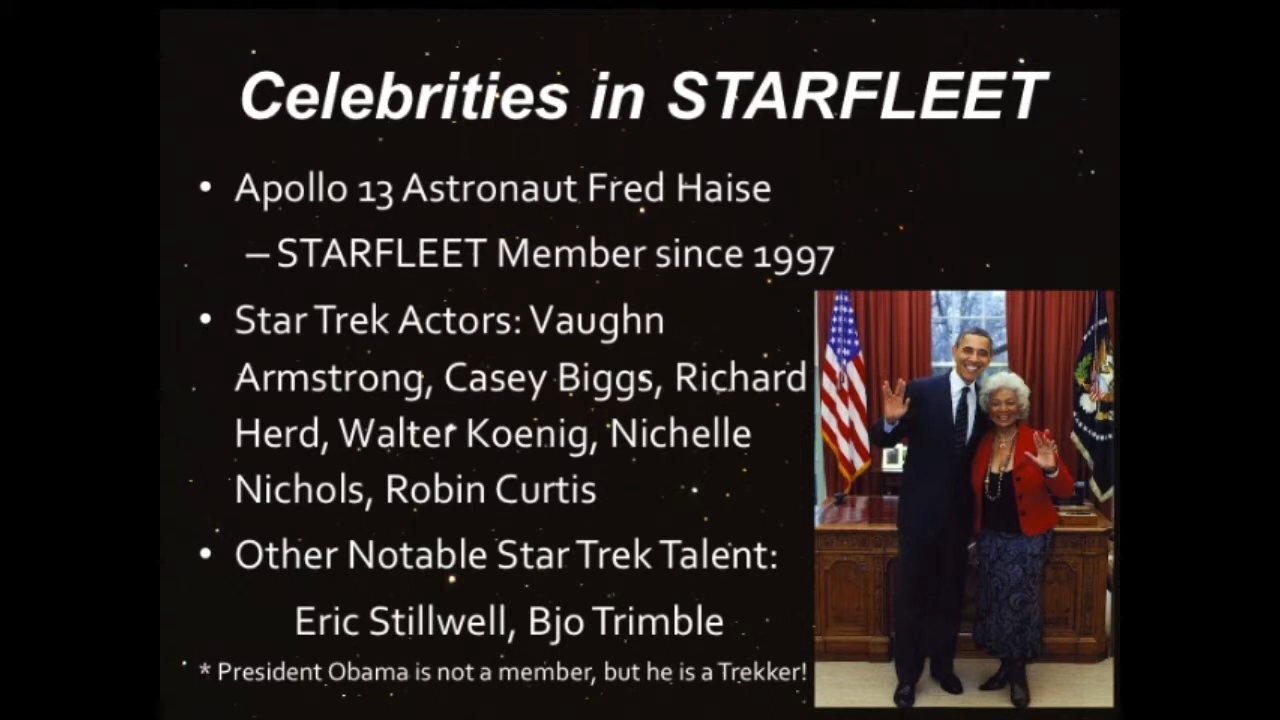 Celebrities in STARFLEET
• Apollo 13 Astronaut Fred Haise
– STARFLEET Member since 1997
• Star Trek Actors: Vaughn
Armstrong, Casey Biggs, Richard
Herd, Walter Koenig, Nichelle
Nichols, Robin Curtis
• Other Notable Star Trek Talent:
Eric Stillwell, Bjo Trimble
* President Obama is not a member, but he is a Trekker!